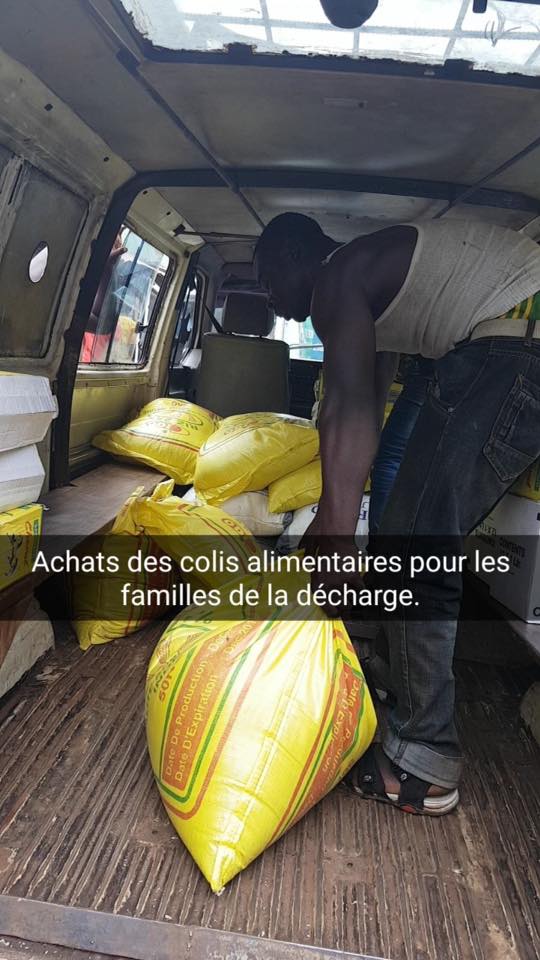 Achats des colis alimentaires pour les
familles de la décharge.
Date De Production
Date D'Expiration